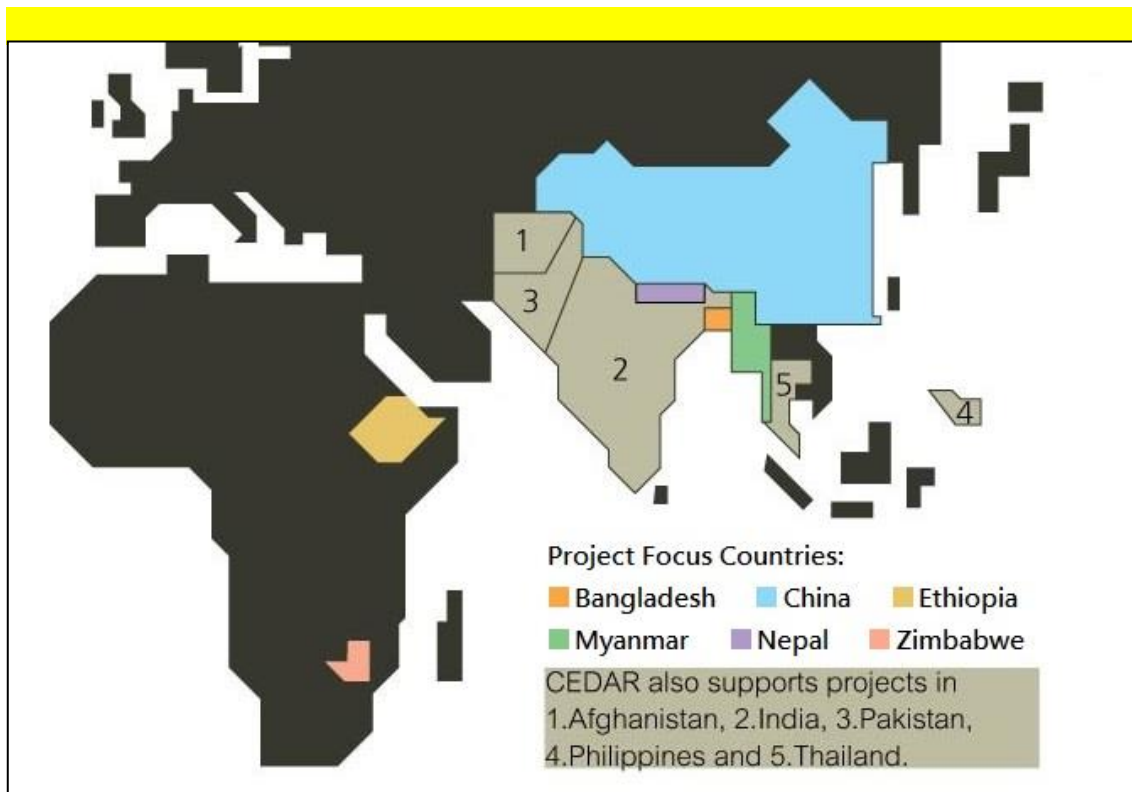 1
3
2
5
4
Project Focus Countries:
Bangladesh China Ethiopia
Myanmar Nepal Zimbabwe
CEDAR also supports projects in
1.Afghanistan, 2.India, 3.Pakistan,
4.Philippines and 5.Thailand.